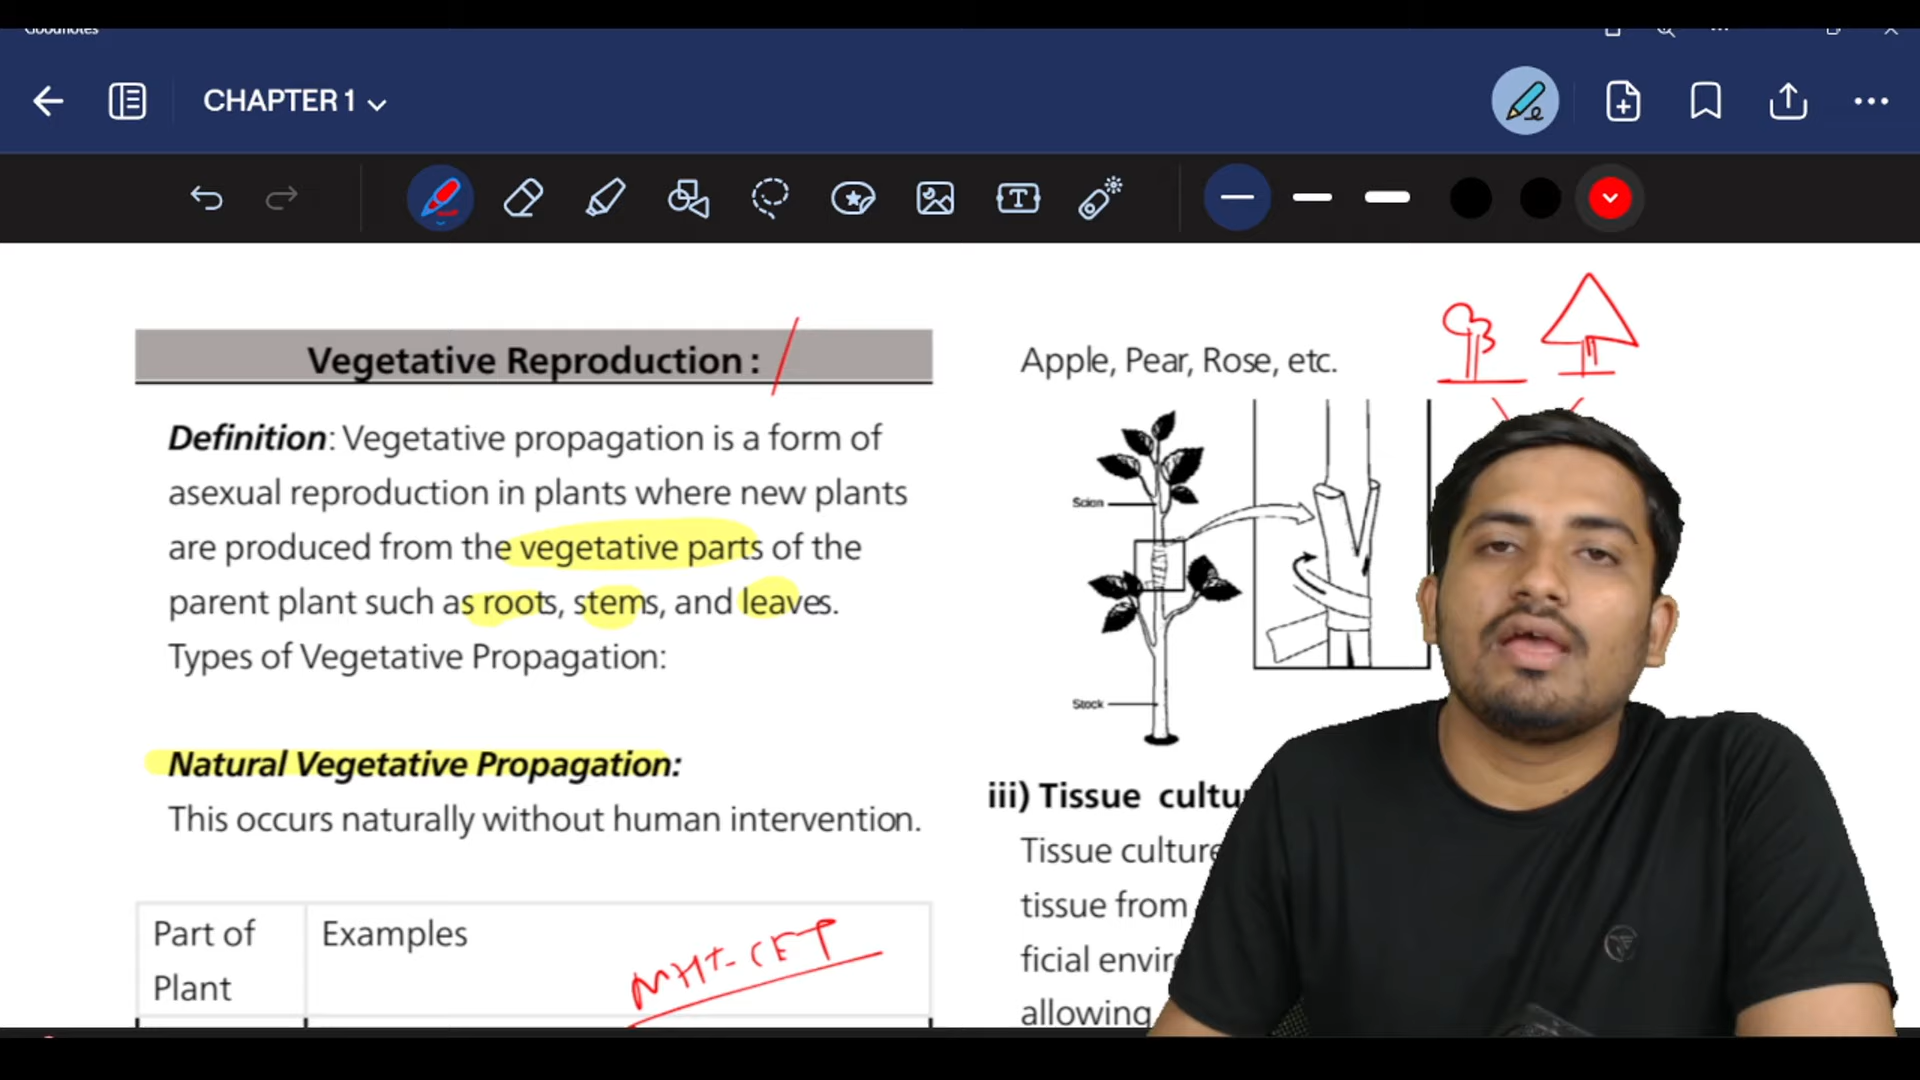 Goodnotes
CHAPTER 1
Vegetative Reproduction :
Definition: Vegetative propagation is a form of
asexual reproduction in plants where new plants
are produced from the vegetative parts of the
parent plant such as roots, stems, and leaves.
Types of Vegetative Propagation:
Natural Vegetative Propagation:
This occurs naturally without human intervention.
Part of
Plant
Examples
MHT-CET
Apple, Pear, Rose, etc.
Scion
Stock
iii) Tissue cultu
Tissue culture
tissue from
ficial envir
allowing